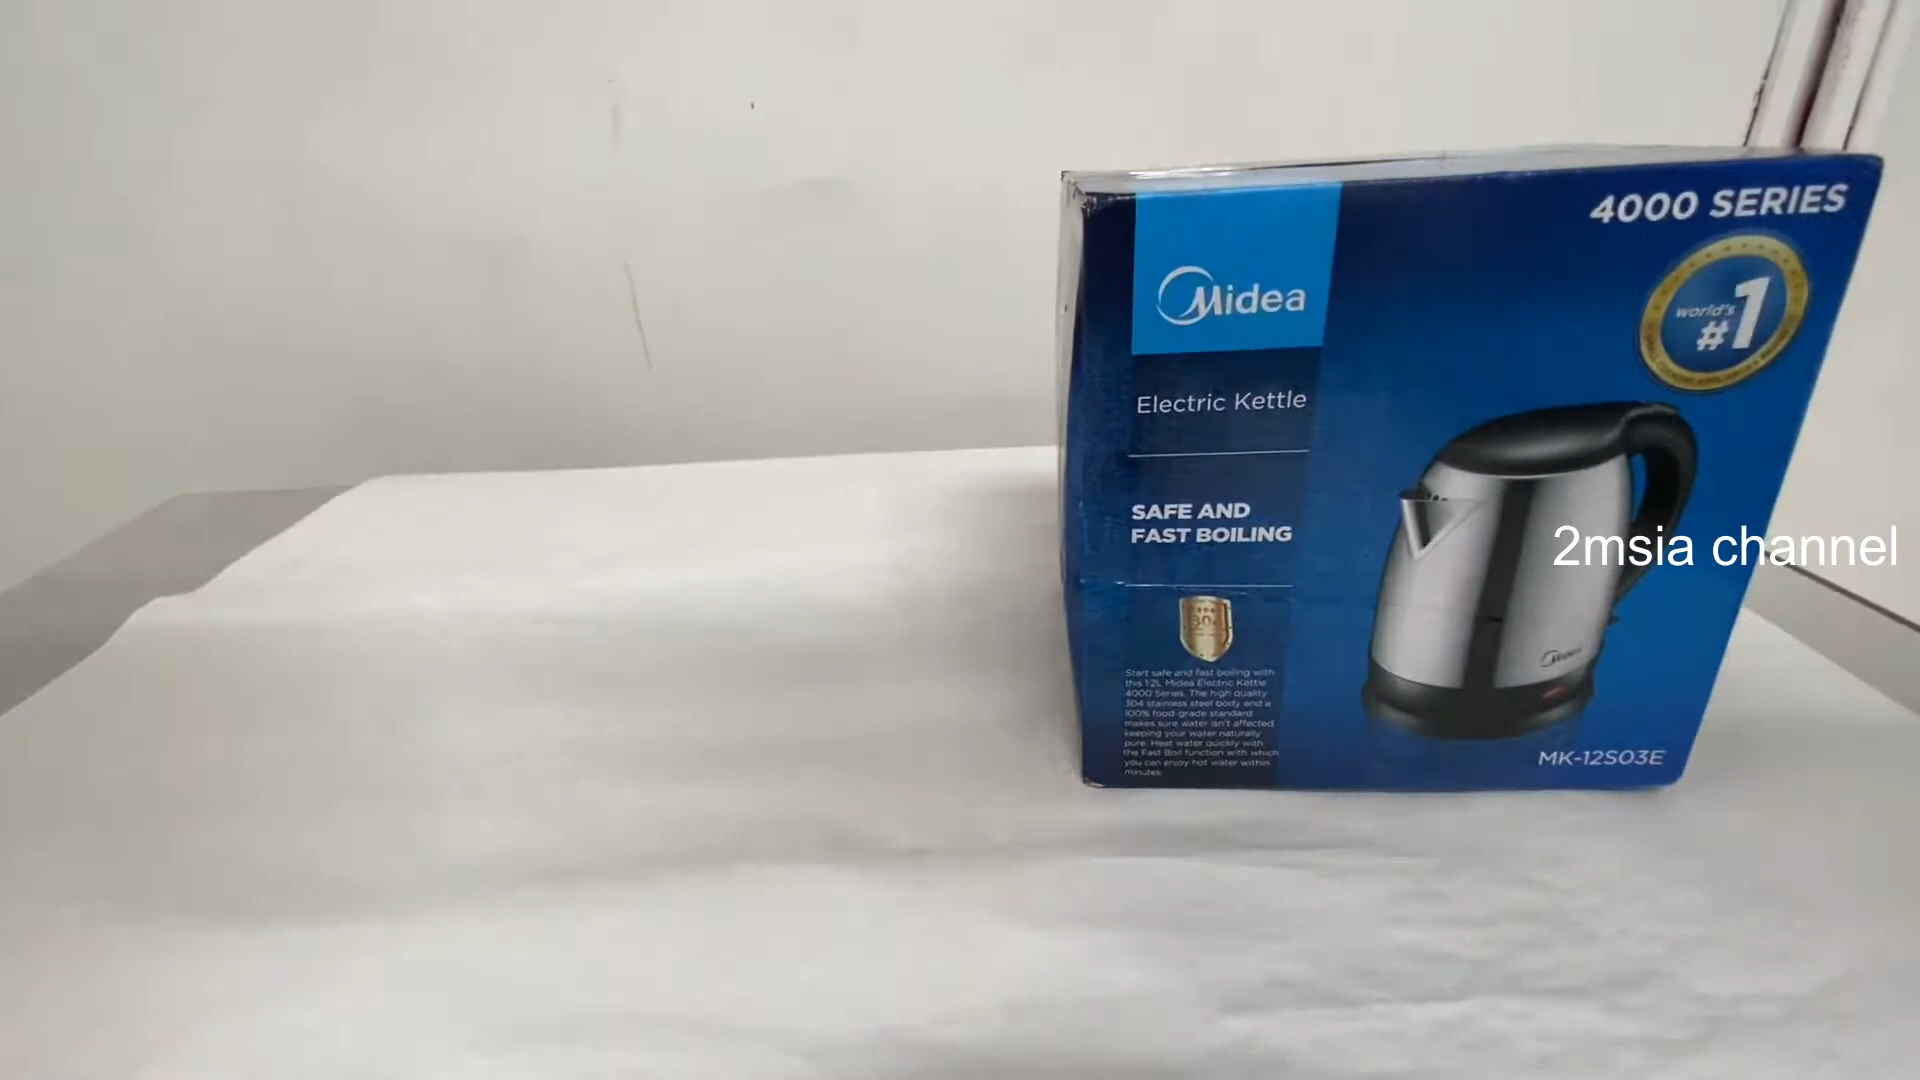 4000 SERIES
Midea
world's
#1
Electric Kettle
SAFE AND
FAST BOILING
304
Start safe and fast boiling with
this 1.2L Midea Electric Kettle
4000 Series. The high quality
304 stainless steel body and a
100% food-grade standard
makes sure water isn't affected,
keeping your water naturally
pure. Heat water quickly with
the Fast Boil function with which
you can enjoy hot water within
minutes.
Midea
MK-12S03E
2msia channel